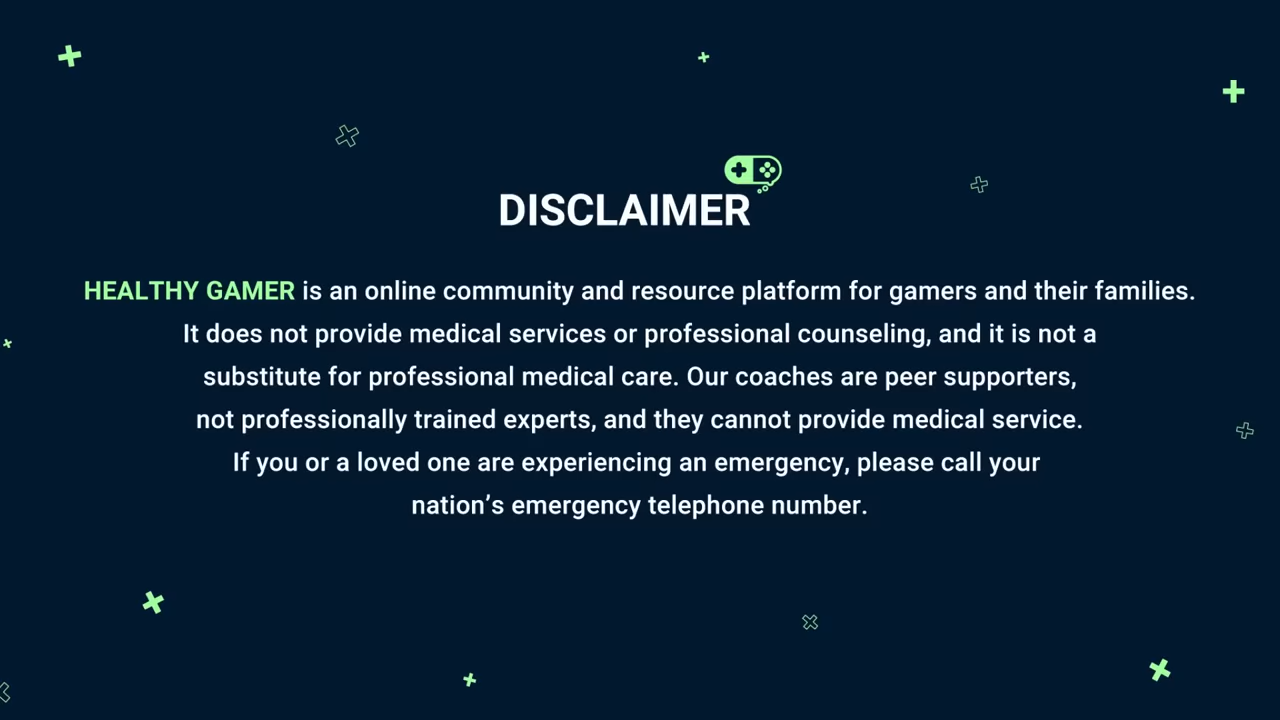 DISCLAIMER
HEALTHY GAMER is an online community and resource platform for gamers and their families.
It does not provide medical services or professional counseling, and it is not a
substitute for professional medical care. Our coaches are peer supporters,
not professionally trained experts, and they cannot provide medical service.
If you or a loved one are experiencing an emergency, please call your
nation’s emergency telephone number.